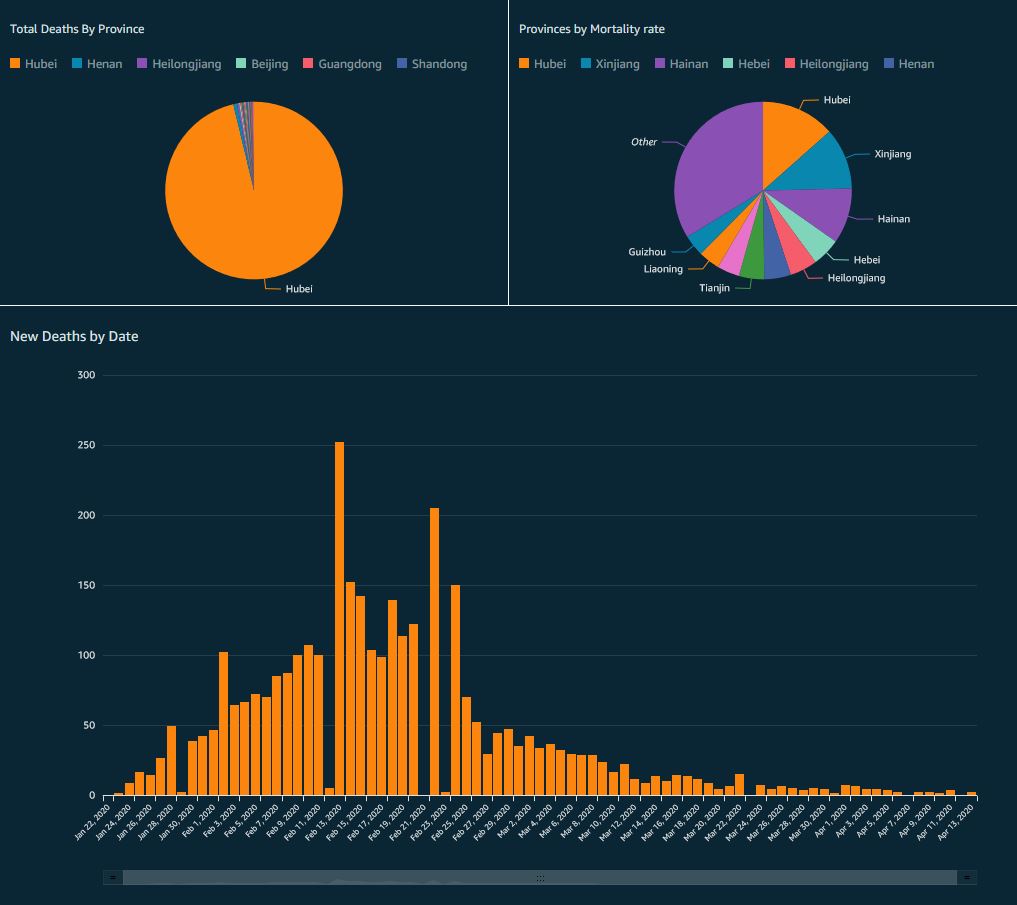 Total Deaths By Province
Hubei Henan Heilongjiang Beijing Guangdong Shandong
Hubei
Provinces by Mortality rate
Hubei Xinjiang Hainan Hebei Heilongjiang Henan
Hubei
Other
Xinjiang
Hainan
Guizhou
Hebei
Liaoning
Heilongjiang
Tianjin
New Deaths by Date
300
250
200
150
100
50
0
Jan 22, 2020 Jan 24, 2020 Jan 26, 2020 Jan 28, 2020 Jan 30, 2020 Feb 1, 2020 Feb 3, 2020 Feb 5, 2020 Feb 7, 2020 Feb 9, 2020 Feb 11, 2020 Feb 13, 2020 Feb 15, 2020 Feb 17, 2020 Feb 19, 2020 Feb 21, 2020 Feb 23, 2020 Feb 25, 2020 Feb 27, 2020 Feb 29, 2020 Mar 2, 2020 Mar 4, 2020 Mar 6, 2020 Mar 8, 2020 Mar 10, 2020 Mar 12, 2020 Mar 14, 2020 Mar 16, 2020 Mar 18, 2020 Mar 20, 2020 Mar 22, 2020 Mar 24, 2020 Mar 26, 2020 Mar 28, 2020 Mar 30, 2020 Apr 1, 2020 Apr 3, 2020 Apr 5, 2020 Apr 7, 2020 Apr 9, 2020 Apr 11, 2020 Apr 13, 2020